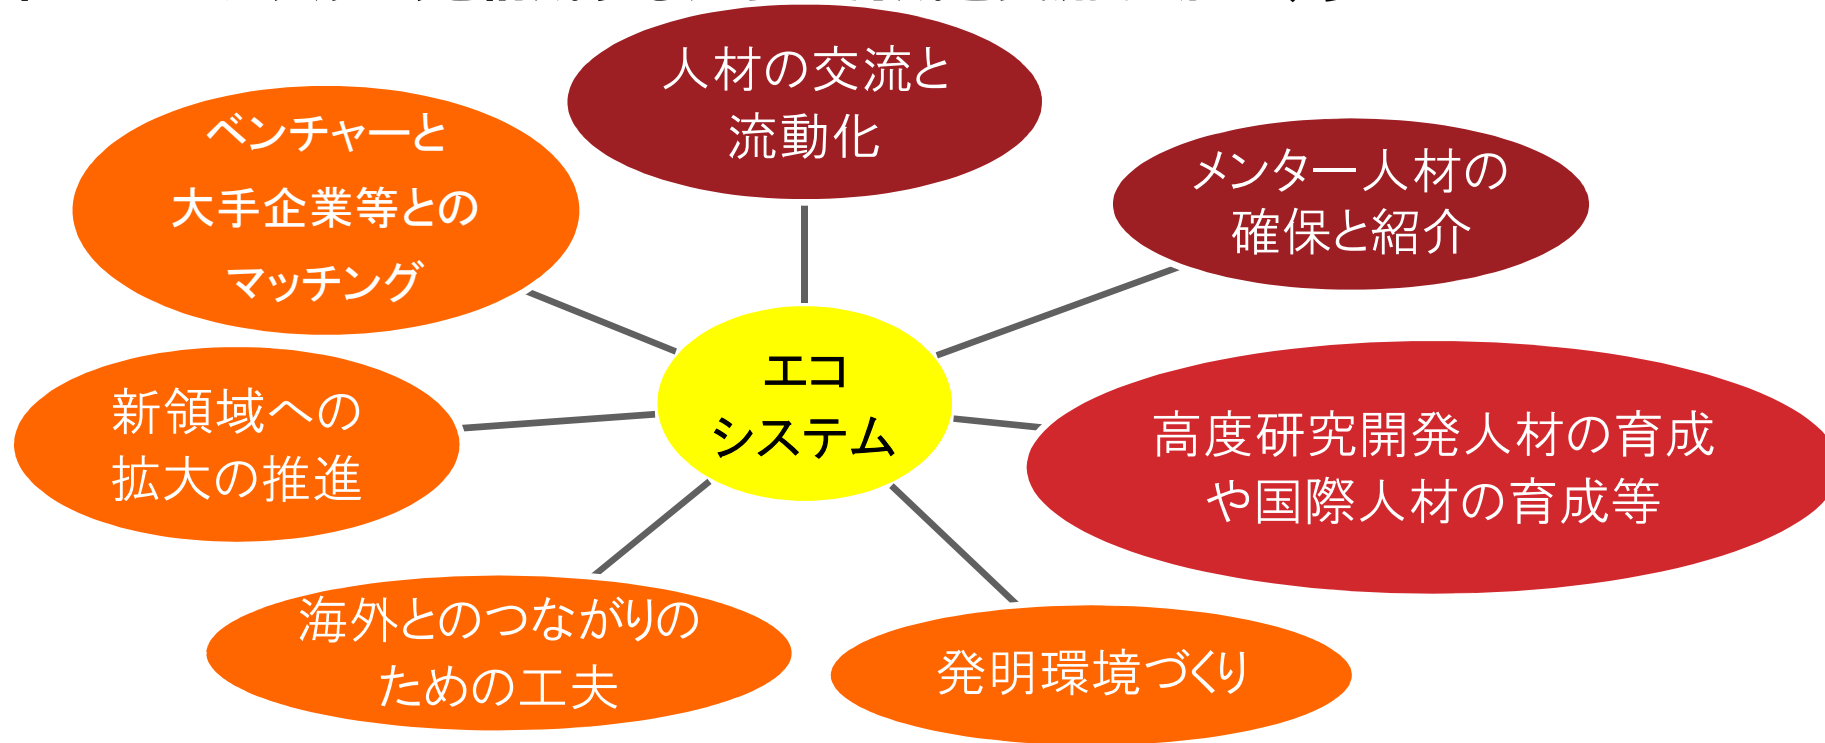 人材の交流と
流動化
ベンチャーと
大手企業等との
マッチング
メンター人材の
確保と紹介
エコ
システム
新領域への
拡大の推進
高度研究開発人材の育成
や国際人材の育成等
海外とのつながりの
ための工夫
発明環境づくり